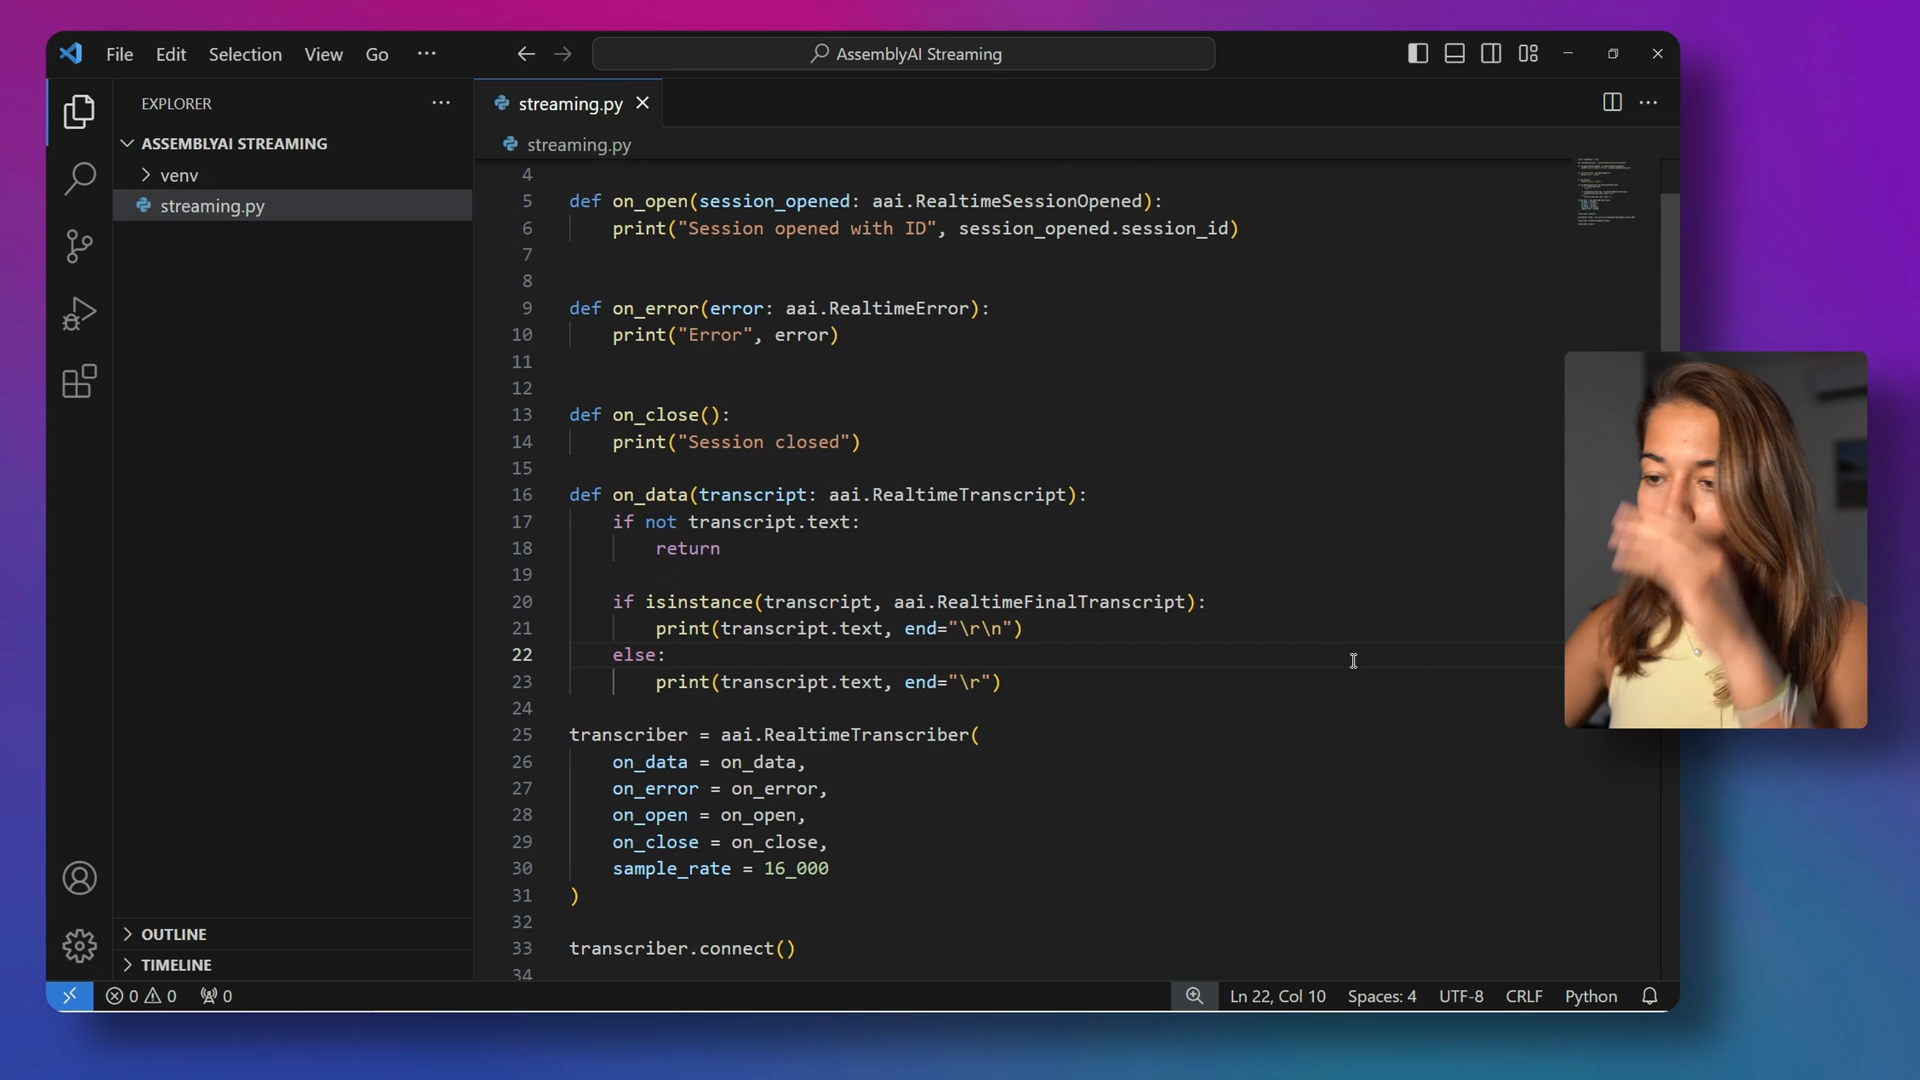 File Edit Selection View Go ···
AssemblyAI Streaming
EXPLORER ···
ASSEMBLYAI STREAMING
venv
streaming.py
OUTLINE
TIMELINE
streaming.py
streaming.py
4
5 def on_open(session_opened: aai.RealtimeSessionOpened):
6 print("Session opened with ID", session_opened.session_id)
7
8
9 def on_error(error: aai.RealtimeError):
10 print("Error", error)
11
12
13 def on_close():
14 print("Session closed")
15
16 def on_data(transcript: aai.RealtimeTranscript):
17 if not transcript.text:
18 return
19
20 if isinstance(transcript, aai.RealtimeFinalTranscript):
21 print(transcript.text, end="\r\n")
22 else:
23 print(transcript.text, end="\r")
24
25 transcriber = aai.RealtimeTranscriber(
26 on_data = on_data,
27 on_error = on_error,
28 on_open = on_open,
29 on_close = on_close,
30 sample_rate = 16_000
31 )
32
33 transcriber.connect()
34
0 0 0 Ln 22, Col 10 Spaces: 4 UTF-8 CRLF Python